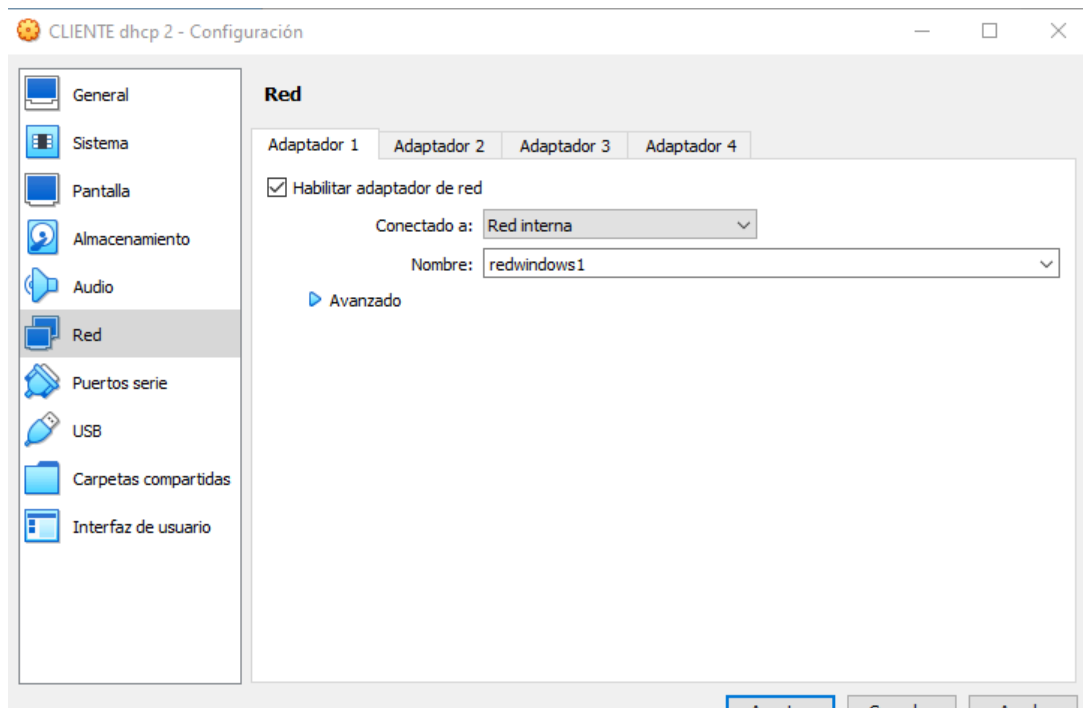 CLIENTE dhcp 2 - Configuración
General
Sistema
Pantalla
Almacenamiento
Audio
Red
Puertos serie
USB
Carpetas compartidas
Interfaz de usuario
Red
Adaptador 1 Adaptador 2 Adaptador 3 Adaptador 4
Habilitar adaptador de red
Conectado a: Red interna
Nombre: redwindows1
Avanzado